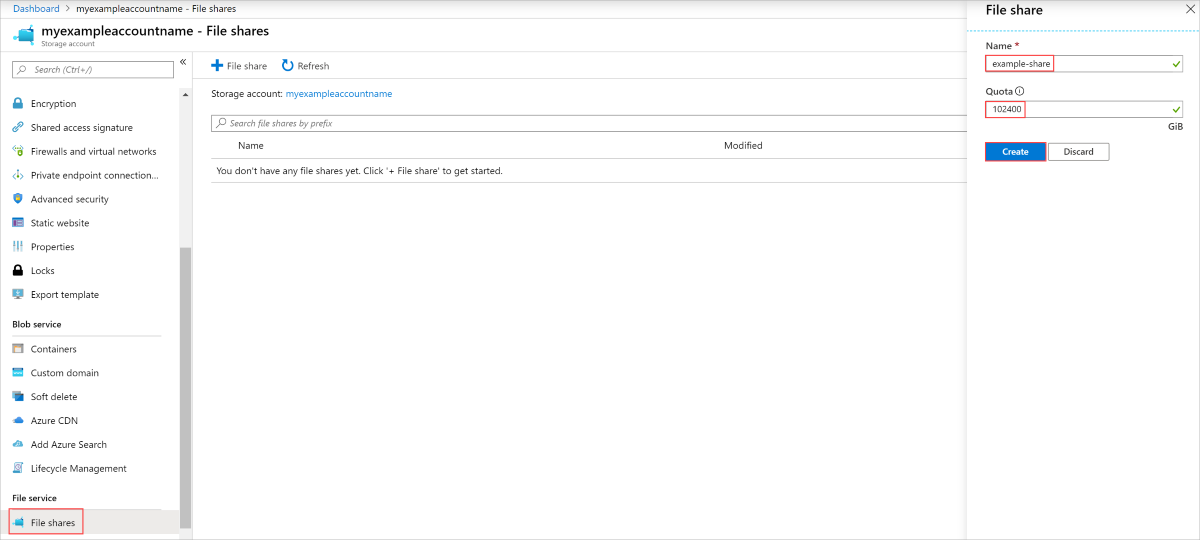 Dashboard > myexampleaccountname - File shares
myexampleaccountname - File shares
Storage account
Search (Ctrl+/)
«
Encryption
Shared access signature
Firewalls and virtual networks
Private endpoint connection...
Advanced security
Static website
Properties
Locks
Export template
Blob service
Containers
Custom domain
Soft delete
Azure CDN
Add Azure Search
Lifecycle Management
File service
File shares
+ File share Refresh
Storage account: myexampleaccountname
Search file shares by prefix
Name Modified
You don't have any file shares yet. Click '+ File share' to get started.
File share
Name *
example-share
Quota
102400
GiB
Create Discard